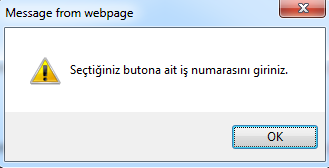 Message from webpage
Seçtiğiniz butona ait iş numarasını giriniz.
OK